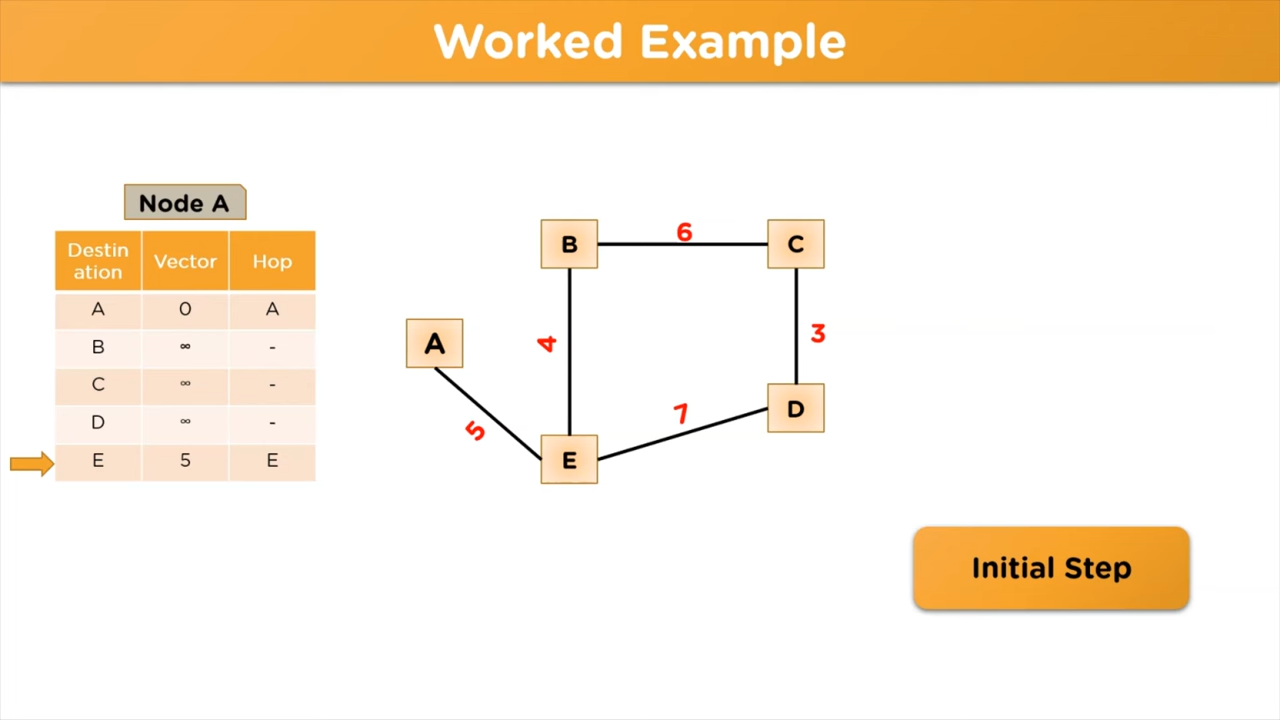 Worked Example
Node A
Destin
ation Vector Hop
A 0 A
B ∞ -
C ∞ -
D ∞ -
E 5 E
B 6 C
A 4 3
5 7 D
E
Initial Step